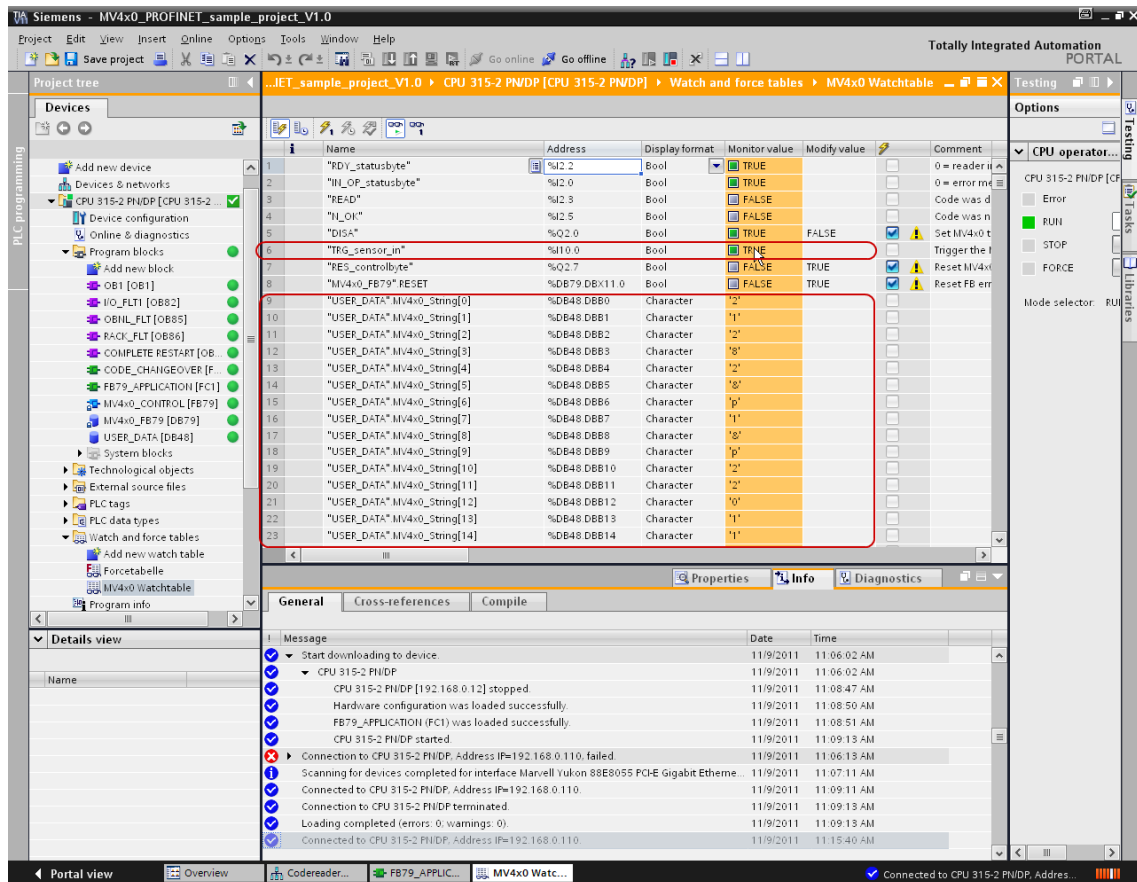 Siemens - MV4x0_PROFINET_sample_project_V1.0
Project Edit View Insert Online Options Tools Window Help
Totally Integrated Automation
PORTAL
Save project Go online Go offline
Project tree
...IET_sample_project_V1.0 CPU 315-2 PN/DP [CPU 315-2 PN/DP] Watch and force tables MV4x0 Watchtable
Testing
Devices
Options
PLC programming
Add new device
Devices & networks
CPU 315-2 PN/DP [CPU 315-2 ...
Device configuration
Online & diagnostics
Program blocks
Add new block
OB1 [OB1]
I/O_FLT1 [OB82]
OBNL_FLT [OB85]
RACK_FLT [OB86]
COMPLETE RESTART [OB...
CODE_CHANGEOVER [F...
FB79_APPLICATION [FC1]
MV4x0_CONTROL [FB79]
MV4x0_FB79 [DB79]
USER_DATA [DB48]
System blocks
Technological objects
External source files
PLC tags
PLC data types
Watch and force tables
Add new watch table
Forcetabelle
MV4x0 Watchtable
Program info
Details view
Name
i Name Address Display format Monitor value Modify value Comment
1 "RDY_statusbyte" %I2.2 Bool TRUE 0 = reader i
2 "IN_OP_statusbyte" %I2.0 Bool TRUE 0 = error me
3 "READ" %I2.3 Bool FALSE Code was d
4 "N_OK" %I2.5 Bool FALSE Code was n
5 "DISA" %Q2.0 Bool TRUE FALSE Set MV4x0 t
6 "TRG_sensor_in" %I10.0 Bool TRUE Trigger the
7 "RES_controlbyte" %Q2.7 Bool FALSE TRUE Reset MV4x
8 "MV4x0_FB79".RESET %DB79.DBX11.0 Bool FALSE TRUE Reset FB err
9 "USER_DATA".MV4x0_String[0] %DB48.DBB0 Character '2'
10 "USER_DATA".MV4x0_String[1] %DB48.DBB1 Character '1'
11 "USER_DATA".MV4x0_String[2] %DB48.DBB2 Character '2'
12 "USER_DATA".MV4x0_String[3] %DB48.DBB3 Character '8'
13 "USER_DATA".MV4x0_String[4] %DB48.DBB4 Character '2'
14 "USER_DATA".MV4x0_String[5] %DB48.DBB5 Character '&'
15 "USER_DATA".MV4x0_String[6] %DB48.DBB6 Character 'p'
16 "USER_DATA".MV4x0_String[7] %DB48.DBB7 Character '1'
17 "USER_DATA".MV4x0_String[8] %DB48.DBB8 Character '&'
18 "USER_DATA".MV4x0_String[9] %DB48.DBB9 Character 'p'
19 "USER_DATA".MV4x0_String[10] %DB48.DBB10 Character '2'
20 "USER_DATA".MV4x0_String[11] %DB48.DBB11 Character '2'
21 "USER_DATA".MV4x0_String[12] %DB48.DBB12 Character '0'
22 "USER_DATA".MV4x0_String[13] %DB48.DBB13 Character '1'
23 "USER_DATA".MV4x0_String[14] %DB48.DBB14 Character '1'
Properties Info Diagnostics
General Cross-references Compile
! Message Date Time
Start downloading to device. 11/9/2011 11:06:02 AM
CPU 315-2 PN/DP 11/9/2011 11:06:02 AM
CPU 315-2 PN/DP [192.168.0.12] stopped. 11/9/2011 11:08:47 AM
Hardware configuration was loaded successfully. 11/9/2011 11:08:50 AM
FB79_APPLICATION (FC1) was loaded successfully. 11/9/2011 11:08:51 AM
CPU 315-2 PN/DP started. 11/9/2011 11:09:13 AM
Connection to CPU 315-2 PN/DP, Address IP=192.168.0.110, failed. 11/9/2011 11:06:13 AM
Scanning for devices completed for interface Marvell Yukon 88E8055 PCI-E Gigabit Etherne... 11/9/2011 11:07:11 AM
Connected to CPU 315-2 PN/DP, Address IP=192.168.0.110. 11/9/2011 11:09:11 AM
Connection to CPU 315-2 PN/DP terminated. 11/9/2011 11:09:13 AM
Loading completed (errors: 0; warnings: 0). 11/9/2011 11:09:13 AM
Connected to CPU 315-2 PN/DP, Address IP=192.168.0.110. 11/9/2011 11:15:40 AM
CPU operator...
CPU 315-2 PN/DP [CP
Error
RUN
STOP
FORCE
Mode selector: RU
Testing
Tasks
Libraries
Portal view Overview Codereader... FB79_APPLIC... MV4x0 Watc... Connected to CPU 315-2 PN/DP, Addres...